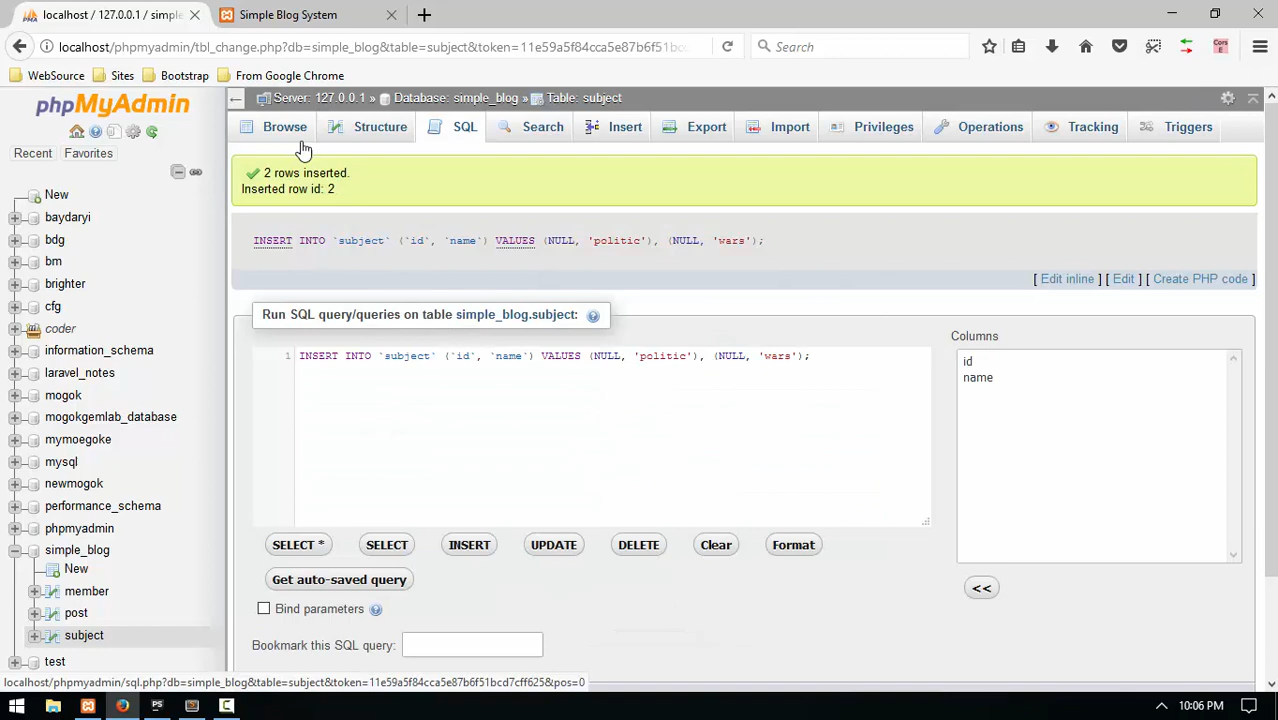 localhost / 127.0.0.1 / simple
Simple Blog System
localhost/phpmyadmin/tbl_change.php?db=simple_blog&table=subject&token=11e59a5f84cca5e87b6f51b
Search
WebSource
Sites
Bootstrap
From Google Chrome
phpMyAdmin
Recent
Favorites
New
baydaryi
bdg
bm
brighter
cfg
coder
information_schema
laravel_notes
mogok
mogokgemlab_database
mymoegoke
mysql
newmogok
performance_schema
phpmyadmin
simple_blog
New
member
post
subject
test
Server: 127.0.0.1 » Database: simple_blog » Table: subject
Browse
Structure
SQL
Search
Insert
Export
Import
Privileges
Operations
Tracking
Triggers
2 rows inserted.
Inserted row id: 2
INSERT INTO `subject` (`id`, `name`) VALUES (NULL, 'politic'), (NULL, 'wars');
[ Edit inline ] [ Edit ] [ Create PHP code ]
Run SQL query/queries on table simple_blog.subject:
1 INSERT INTO `subject` (`id`, `name`) VALUES (NULL, 'politic'), (NULL, 'wars');
Columns
id
name
SELECT *
SELECT
INSERT
UPDATE
DELETE
Clear
Format
<<
Get auto-saved query
Bind parameters
Bookmark this SQL query:
localhost/phpmyadmin/sql.php?db=simple_blog&table=subject&token=11e59a5f84cca5e87b6f51bcd7cff625&pos=0
10:06 PM